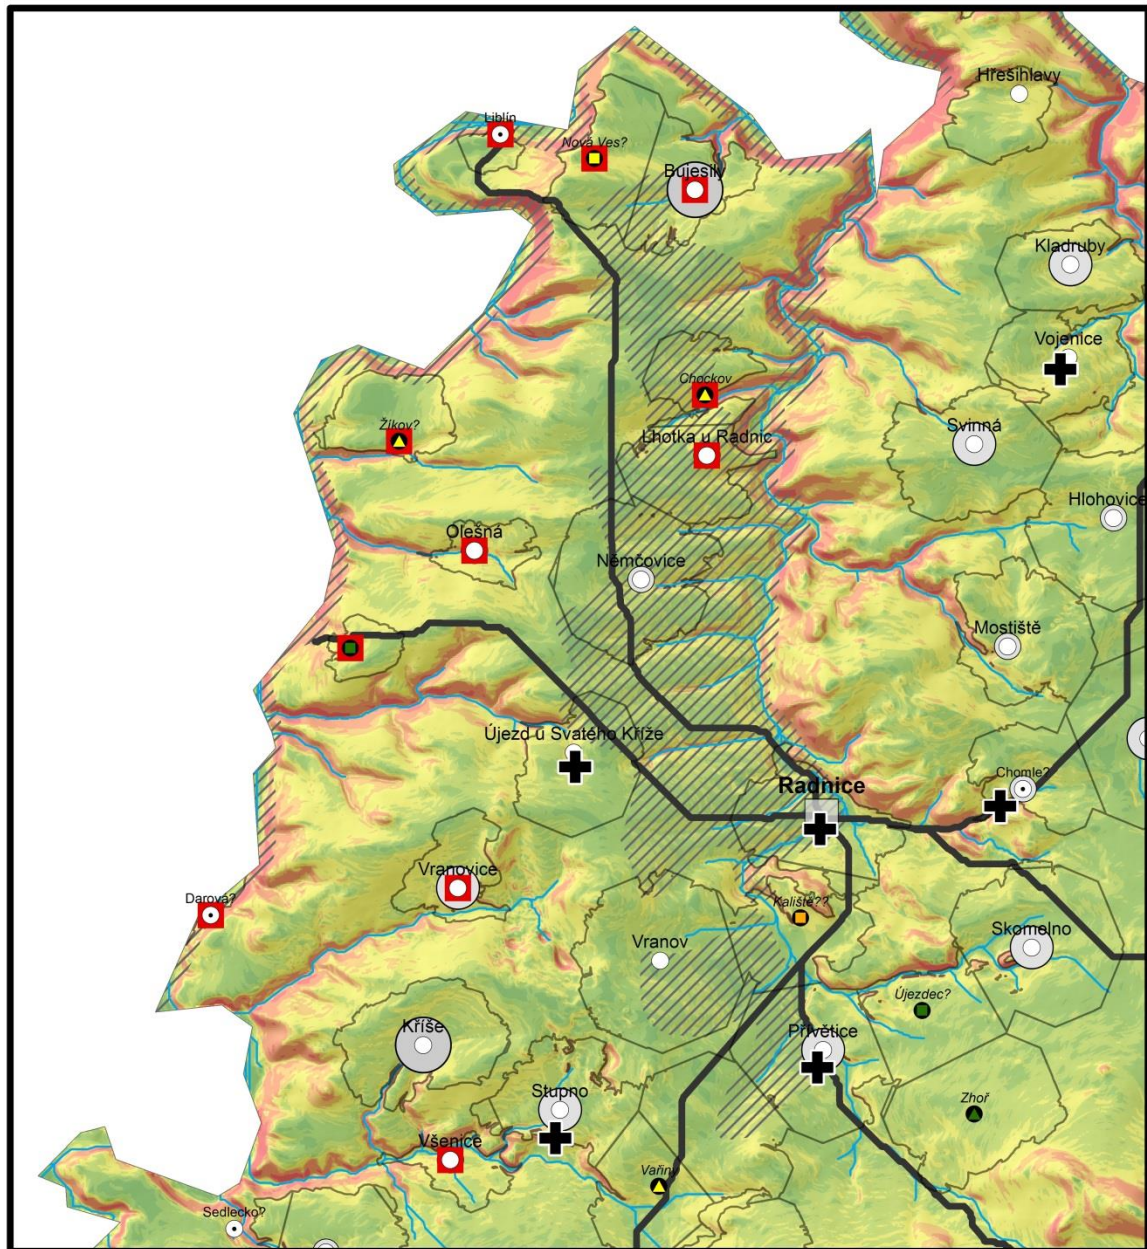 Hřešihlavy
Liblín
Nová Ves?
Bujesily
Kladruby
Vojenice
Chockov
Žikov?
Lhotka u Radnic
Svinná
Hlohovice
Olešná
Němčovice
Mostiště
Újezd u Svatého Kříže
Chomle?
Radnice
Vranovice
Darová?
Kaliště??
Vranov
Skomelno
Újezdec?
Kříše
Přívětice
Stupno
Zhoř
Všenice
Vařiny
Sedlecko?